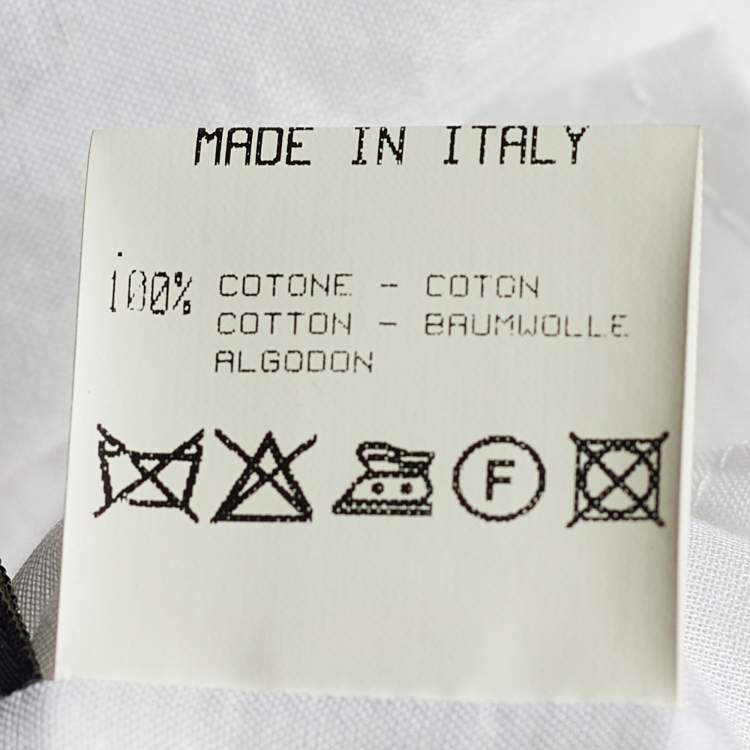 MADE IN ITALY
100% COTONE - COTON
COTTON - BAUMWOLLE
ALGODON
F